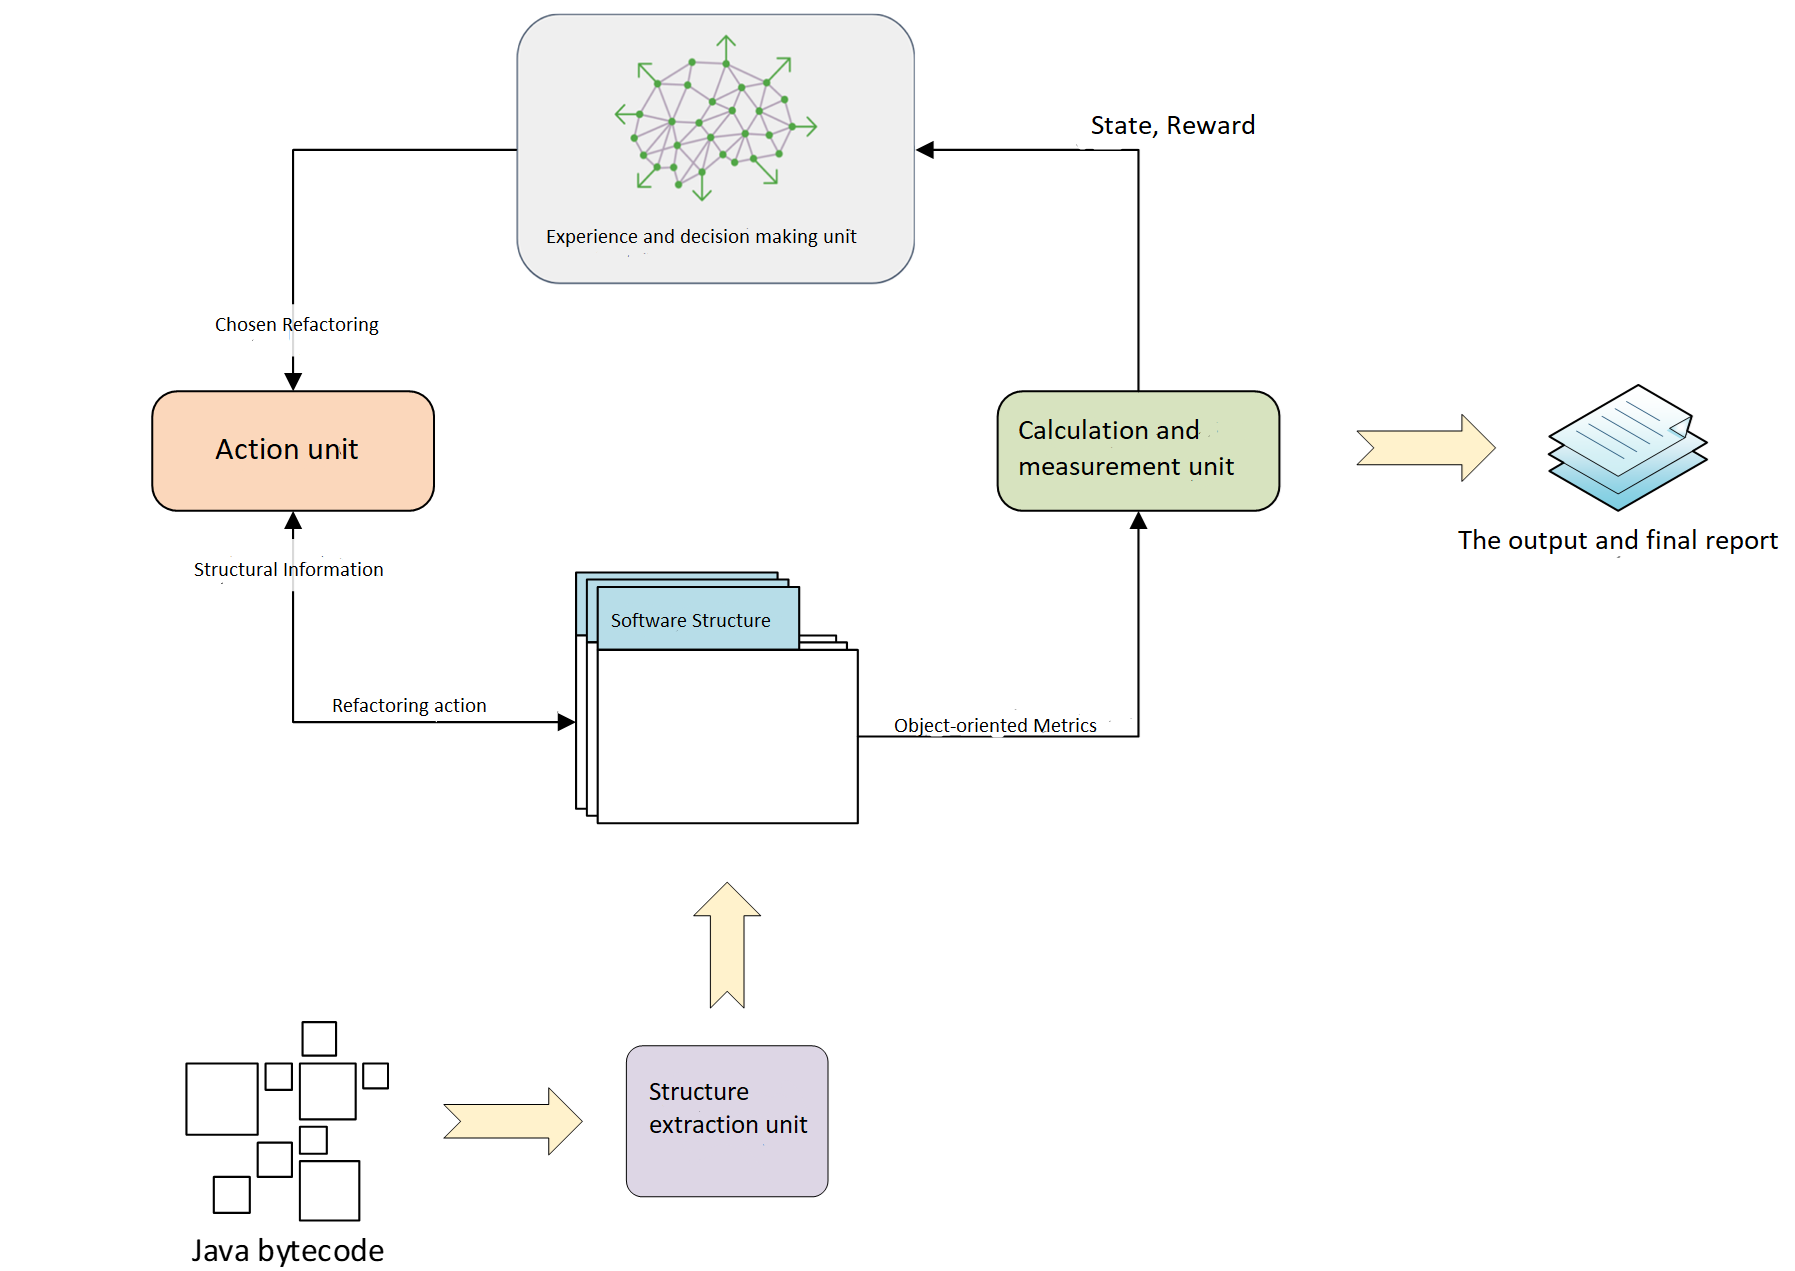 State, Reward
Experience and decision making unit
Chosen Refactoring
Action unit
Calculation and
measurement unit
The output and final report
Structural Information
Software Structure
Refactoring action
Object-oriented Metrics
Structure
extraction unit
Java bytecode